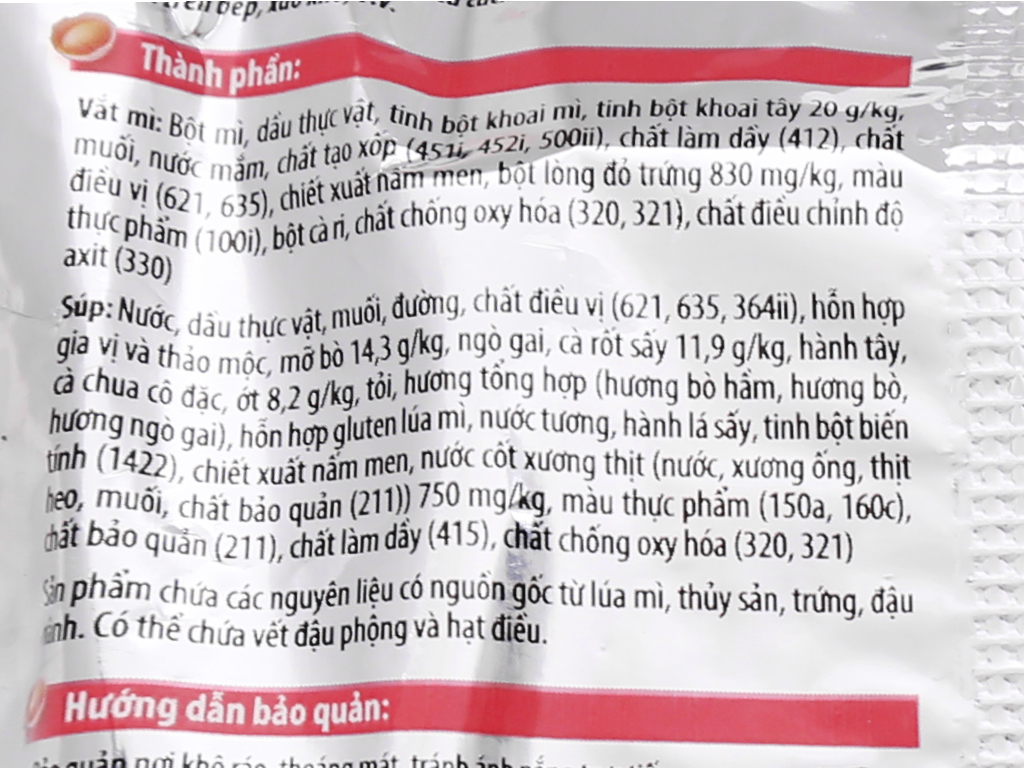 Thành phần:
Vắt mì: Bột mì, dầu thực vật, tinh bột khoai mì, tinh bột khoai tây 20 g/kg,
muối, nước mắm, chất tạo xốp (451i, 452i, 500ii), chất làm dầy (412), chất
điều vị (621, 635), chiết xuất nấm men, bột lòng đỏ trứng 830 mg/kg, màu
thực phẩm (100i), bột cà ri, chất chống oxy hóa (320, 321), chất điều chỉnh độ
axit (330)
Súp: Nước, dầu thực vật, muối, đường, chất điều vị (621, 635, 364ii), hỗn hợp
gia vị và thảo mộc, mỡ bò 14,3 g/kg, ngò gai, cà rốt sấy 11,9 g/kg, hành tây,
cà chua cô đặc, ớt 8,2 g/kg, tỏi, hương tổng hợp (hương bò hầm, hương bò,
hương ngò gai), hỗn hợp gluten lúa mì, nước tương, hành lá sấy, tinh bột biến
tính (1422), chiết xuất nấm men, nước cốt xương thịt (nước, xương ống, thịt
heo, muối, chất bảo quản (211)) 750 mg/kg, màu thực phẩm (150a, 160c),
chất bảo quản (211), chất làm dầy (415), chất chống oxy hóa (320, 321)
Sản phẩm chứa các nguyên liệu có nguồn gốc từ lúa mì, thủy sản, trứng, đậu
nành. Có thể chứa vết đậu phộng và hạt điều.
Hướng dẫn bảo quản: